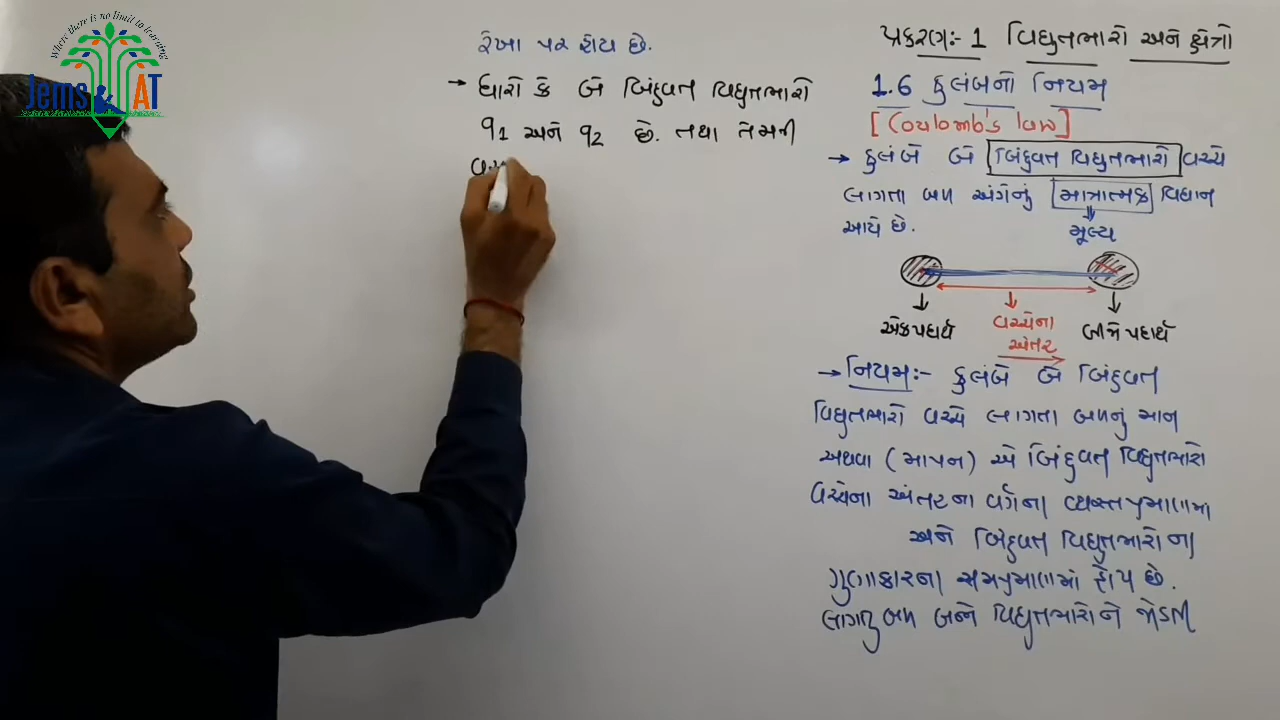 Where there is no limit to learning
Jems AT
પ્રકરણ:- 1 વિદ્યુતભારો અને ક્ષેત્રો
1.6 કુલંબનો નિયમ
[Coulomb's law]
→ કુલંબે બે બિંદુવત વિદ્યુતભારો વચ્ચે
લાગતા બળ અંગેનું માત્રાત્મક વિધાન
આપે છે.
મૂલ્ય
એક પદાર્થ
વચ્ચેના
અંતર
બીજો પદાર્થ
→ નિયમ:- કુલંબે બે બિંદુવત
વિદ્યુતભારો વચ્ચે લાગતા બળનું માન
અથવા (માપન) એ બિંદુવત વિદ્યુતભારો
વચ્ચેના અંતરના વર્ગના વ્યસ્તપ્રમાણમાં
અને બિંદુવત વિદ્યુતભારોના
ગુણાકારના સમપ્રમાણમાં હોય છે.
લાગતુ બળ બન્ને વિદ્યુતભારોને જોડતી
રેખા પર હોય છે.
→ ધારો કે બે બિંદુવત વિદ્યુતભારો
q1 અને q2 છે. તથા તેમની